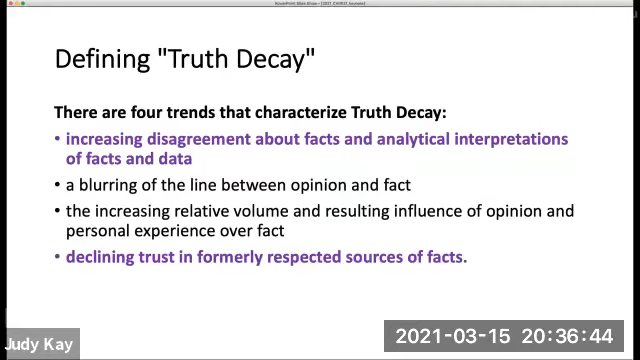 Defining "Truth Decay"
There are four trends that characterize Truth Decay:
• increasing disagreement about facts and analytical interpretations
of facts and data
• a blurring of the line between opinion and fact
• the increasing relative volume and resulting influence of opinion and
personal experience over fact
• declining trust in formerly respected sources of facts.
Judy Kay
2021-03-15 20:36:44